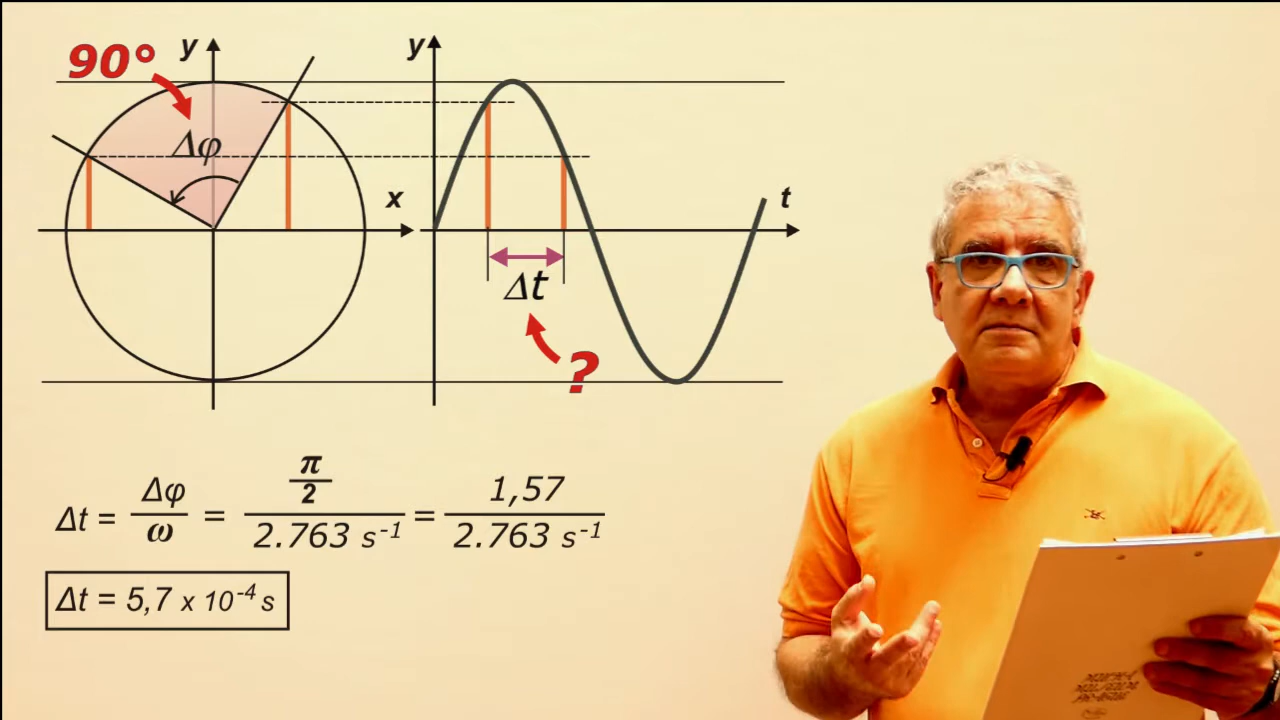 90°
y
y
Δφ
x
t
Δt
?
Δt = Δφ/ω = π/2 / 2.763 s⁻¹ = 1,57 / 2.763 s⁻¹
Δt = 5,7 x 10⁻⁴ s